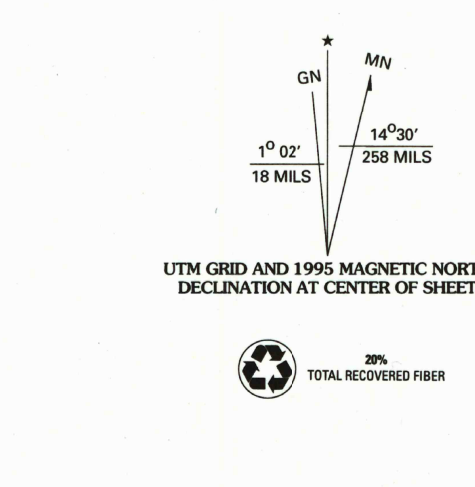 ★
GN
MN
1° 02'
18 MILS
14°30'
258 MILS
UTM GRID AND 1995 MAGNETIC NORT
DECLINATION AT CENTER OF SHEET
20%
TOTAL RECOVERED FIBER